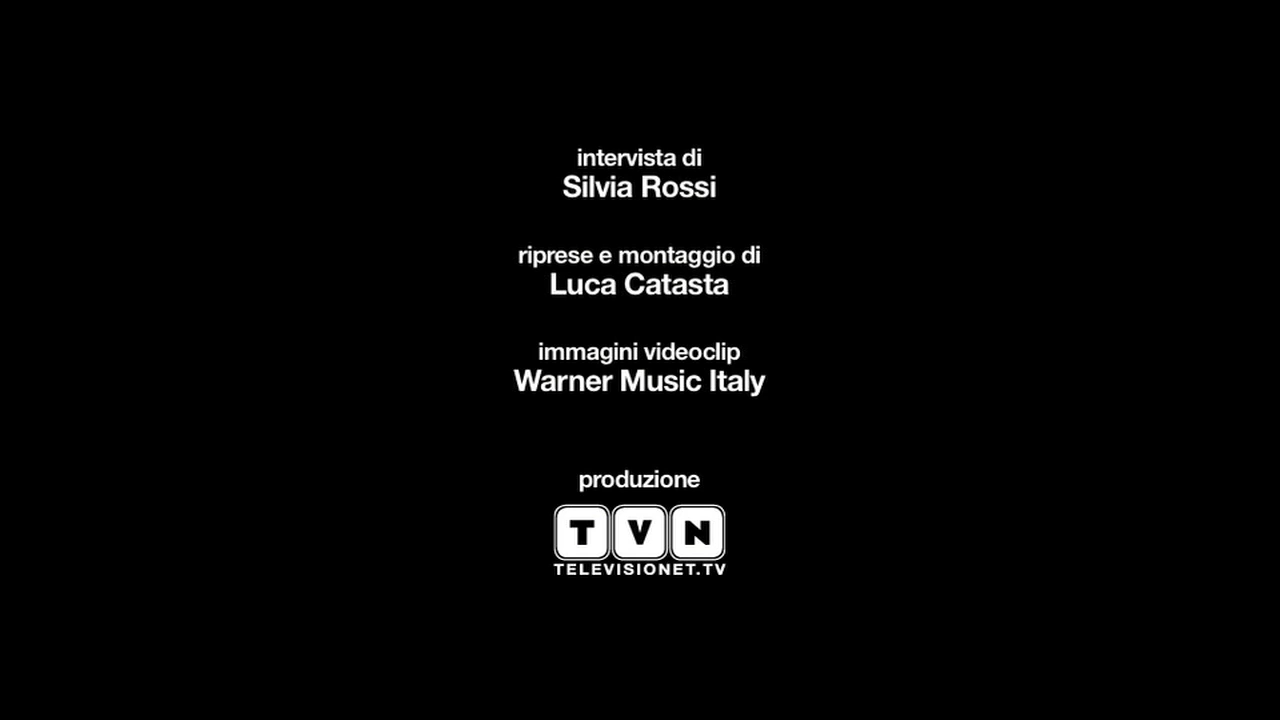 intervista di
Silvia Rossi
riprese e montaggio di
Luca Catasta
immagini videoclip
Warner Music Italy
produzione
TVN
TELEVISIONET.TV